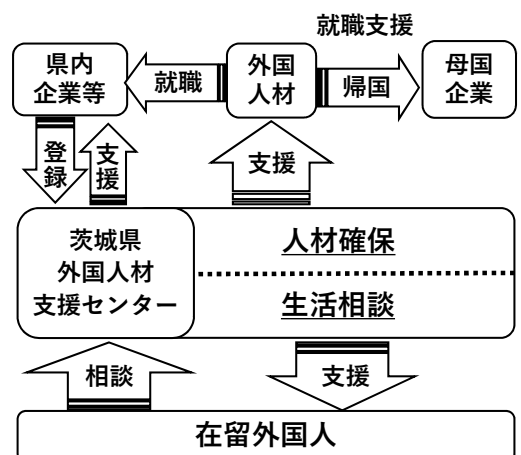 就職支援
県内
企業等
就職
外国
人材
帰国
母国
企業
登録
支援
支援
茨城県
外国人材
支援センター
人材確保
生活相談
相談
支援
在留外国人